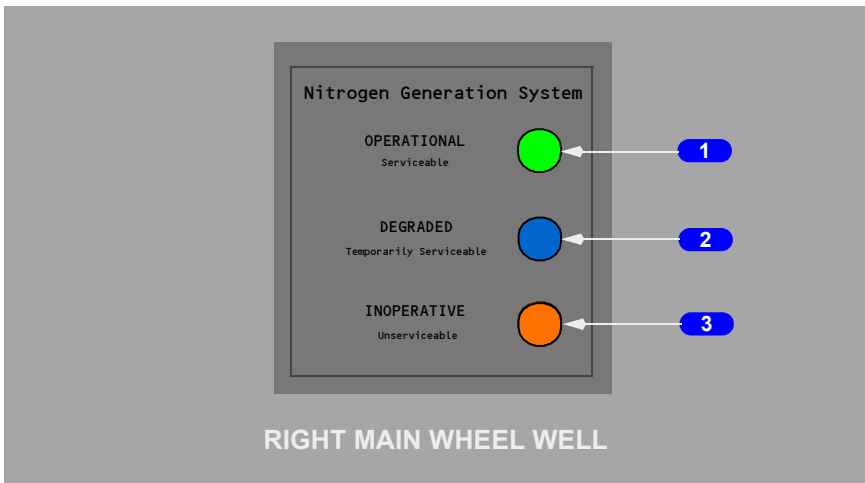 Nitrogen Generation System
OPERATIONAL
Serviceable
1
DEGRADED
Temporarily Serviceable
2
INOPERATIVE
Unserviceable
3
RIGHT MAIN WHEEL WELL